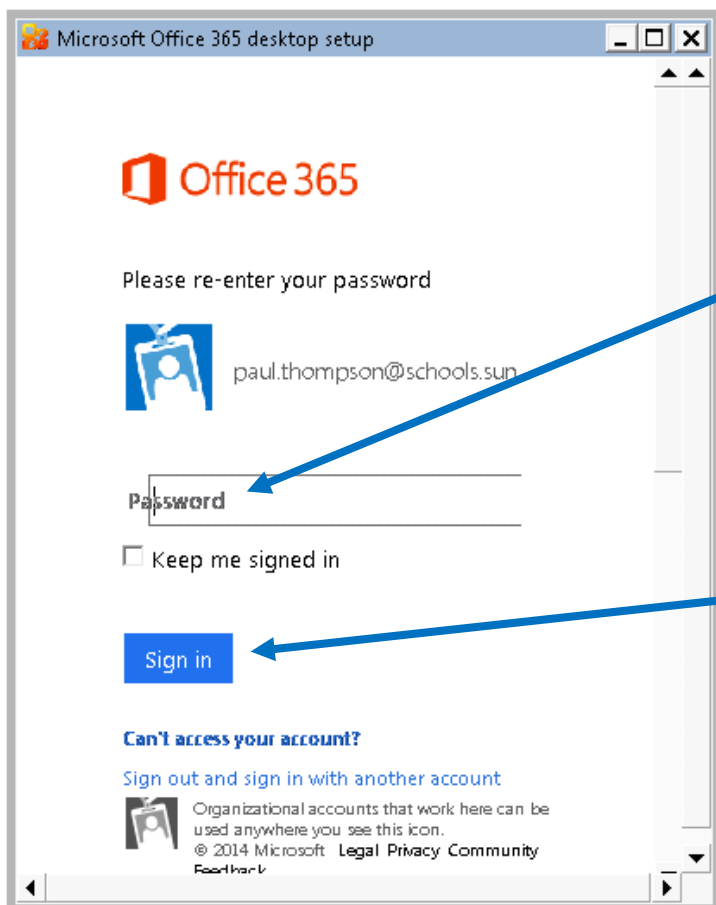 Microsoft Office 365 desktop setup
Office 365
Please re-enter your password
paul.thompson@schools.sun
Password
Keep me signed in
Sign in
Can't access your account?
Sign out and sign in with another account
Organizational accounts that work here can be
used anywhere you see this icon.
© 2014 Microsoft Legal Privacy Community
Feedback